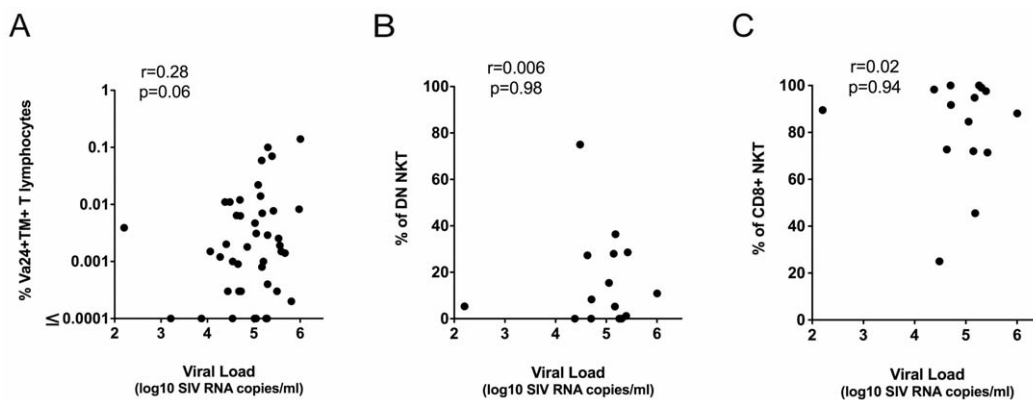 A
r=0.28
p=0.06
% Va24+TM+ T lymphocytes
1
0.1
0.01
0.001
≤ 0.0001
2 3 4 5 6
Viral Load
(log10 SIV RNA copies/ml)
B
r=0.006
p=0.98
% of DN NKT
100
80
60
40
20
0
2 3 4 5 6
Viral Load
(log10 SIV RNA copies/ml)
C
r=0.02
p=0.94
% of CD8+ NKT
100
80
60
40
20
0
2 3 4 5 6
Viral Load
(log10 SIV RNA copies/ml)